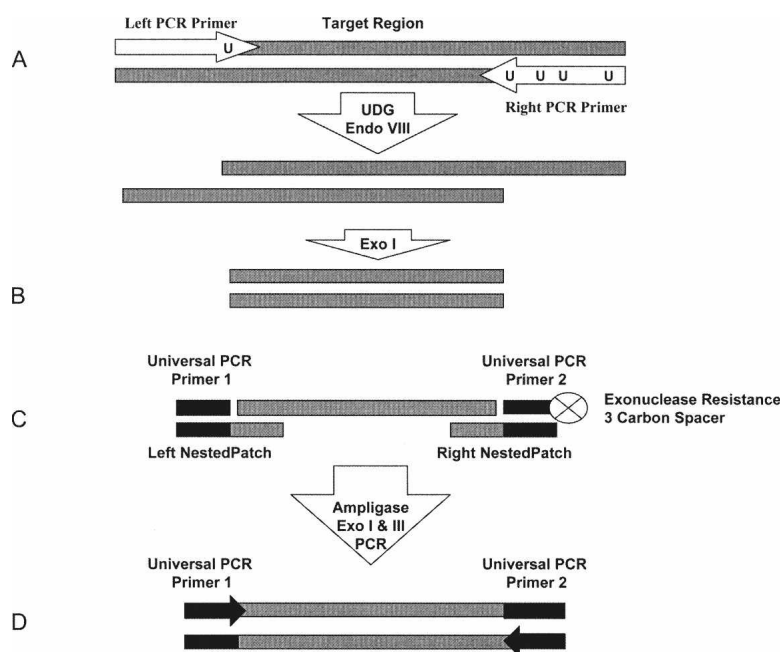 Left PCR Primer
Target Region
A
U
U U U U
Right PCR Primer
UDG
Endo VIII
Exo I
B
Universal PCR
Primer 1
Universal PCR
Primer 2
C
Exonuclease Resistance
3 Carbon Spacer
Left NestedPatch
Right NestedPatch
Ampligase
Exo I & III
PCR
Universal PCR
Primer 1
Universal PCR
Primer 2
D